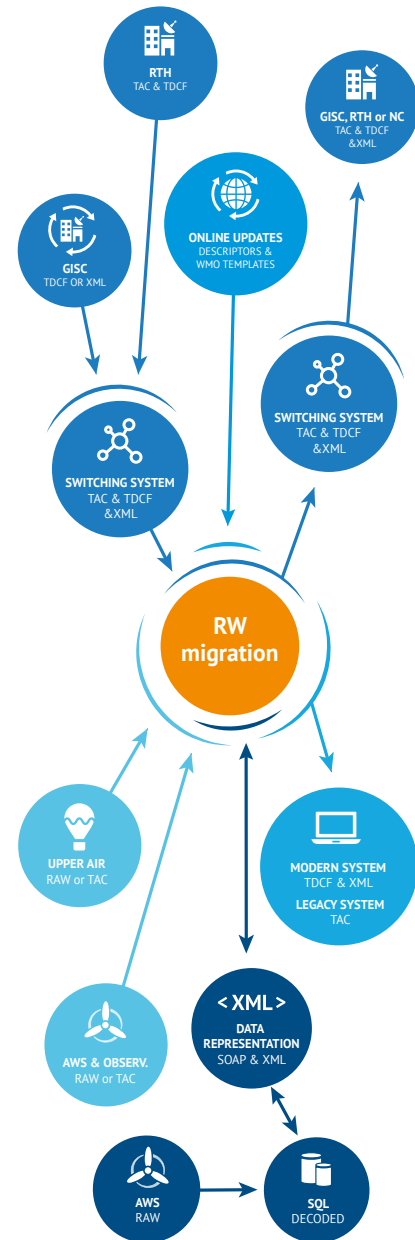 RTH
TAC & TDCF
GISC, RTH or NC
TAC & TDCF
&XML
ONLINE UPDATES
DESCRIPTORS &
WMO TEMPLATES
GISC
TDCF OR XML
SWITCHING SYSTEM
TAC & TDCF
&XML
SWITCHING SYSTEM
TAC & TDCF
&XML
RW
migration
UPPER AIR
RAW or TAC
MODERN SYSTEM
TDCF & XML
LEGACY SYSTEM
TAC
< XML >
DATA
REPRESENTATION
SOAP & XML
AWS & OBSERV.
RAW or TAC
AWS
RAW
SQL
DECODED